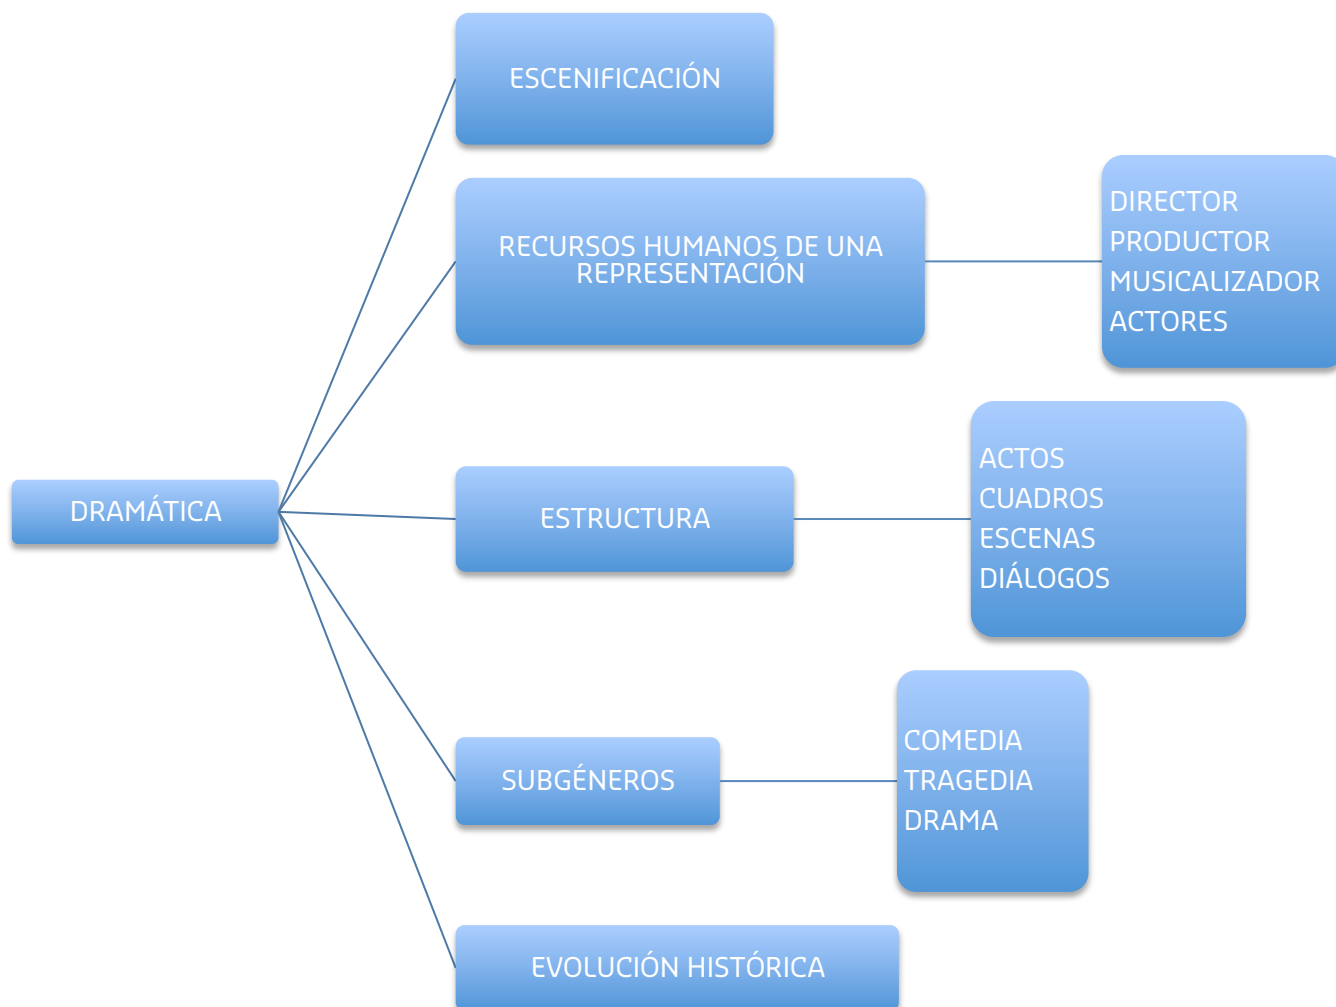 ESCENIFICACIÓN
RECURSOS HUMANOS DE UNA
REPRESENTACIÓN
DIRECTOR
PRODUCTOR
MUSICALIZADOR
ACTORES
DRAMÁTICA
ESTRUCTURA
ACTOS
CUADROS
ESCENAS
DIÁLOGOS
SUBGÉNEROS
COMEDIA
TRAGEDIA
DRAMA
EVOLUCIÓN HISTÓRICA